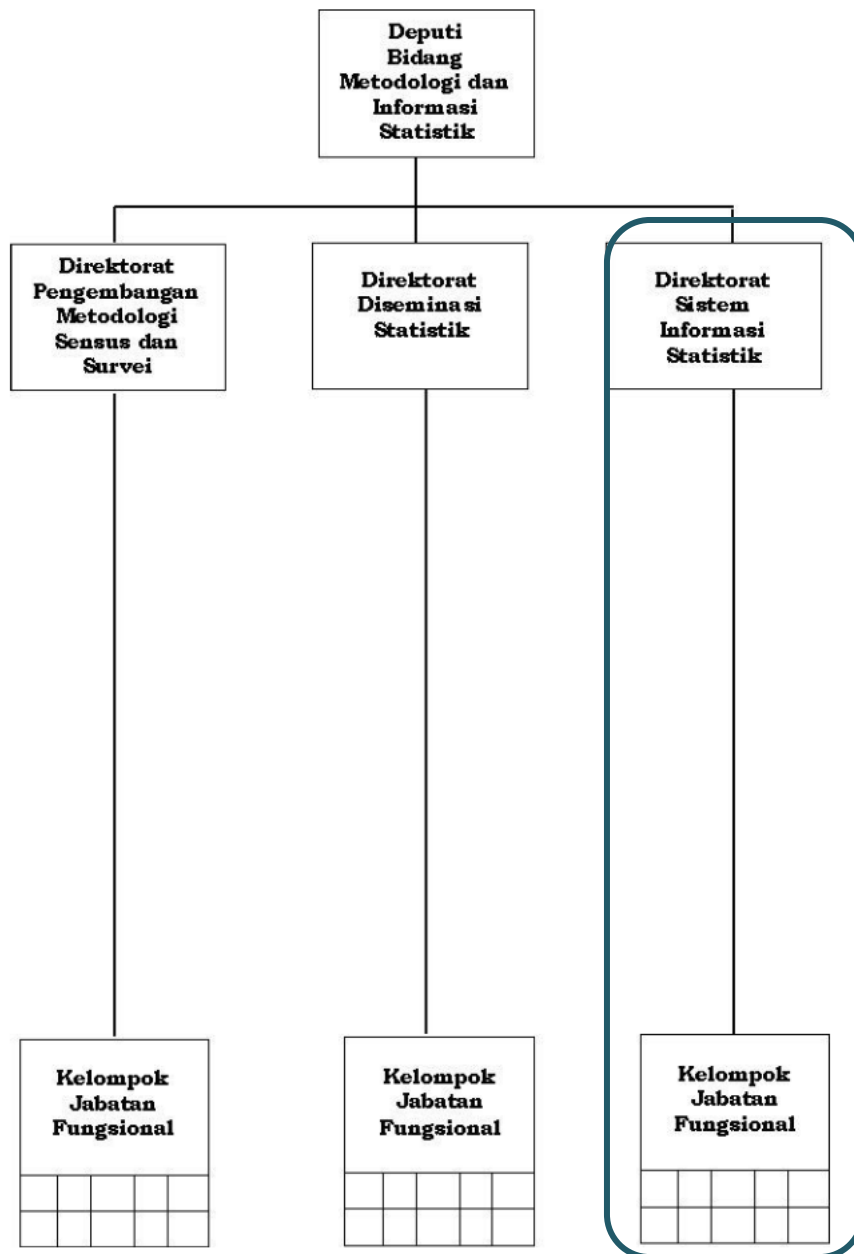 Deputi
Bidang
Metodologi dan
Informasi
Statistik
Direktorat
Pengembangan
Metodologi
Sensus dan
Survei
Direktorat
Diseminasi
Statistik
Direktorat
Sistem
Informasi
Statistik
Kelompok
Jabatan
Fungsional
Kelompok
Jabatan
Fungsional
Kelompok
Jabatan
Fungsional